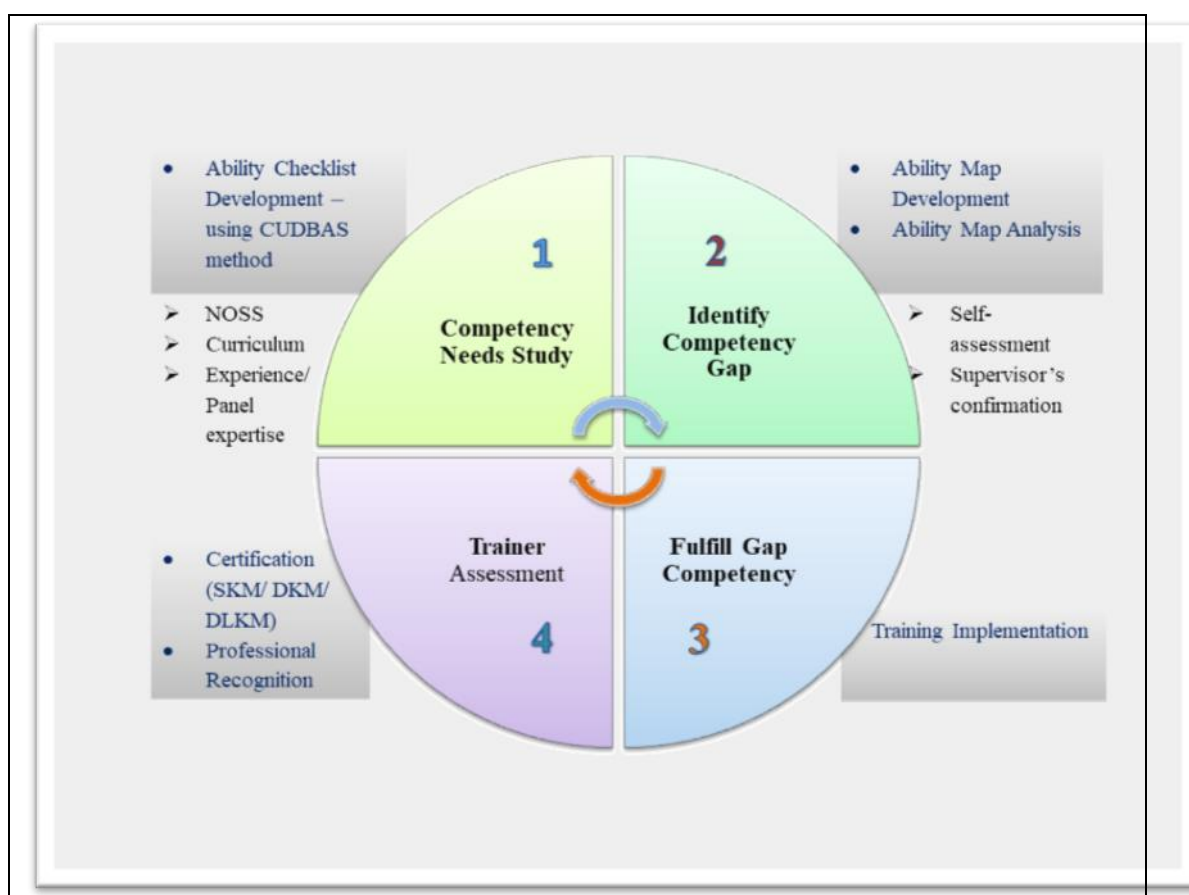 Ability Checklist
Development –
using CUDBAS
method
NOSS
Curriculum
Experience/
Panel
expertise
1
Competency
Needs Study
2
Identify
Competency
Gap
Ability Map
Development
Ability Map Analysis
Self-
assessment
Supervisor's
confirmation
Certification
(SKM/ DKM/
DLKM)
Professional
Recognition
Trainer
Assessment
4
Fulfill Gap
Competency
3
Training Implementation